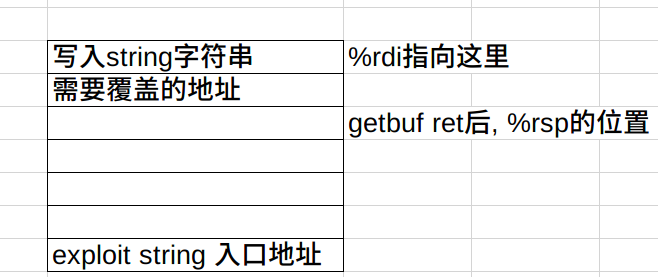 写入string字符串 %rdi指向这里
需要覆盖的地址
getbuf ret后, %rsp的位置
exploit string 入口地址